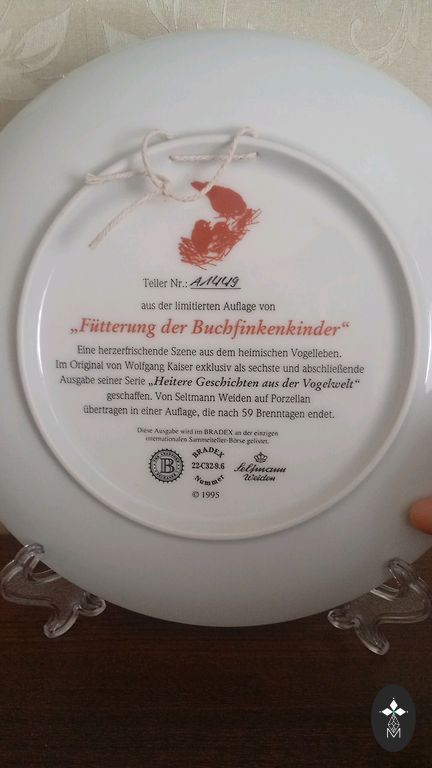 Teller Nr.: A1449
aus der limitierten Auflage von
„Fütterung der Buchfinkenkinder“
Eine herzerfrischende Szene aus dem heimischen Vogelleben.
Im Original von Wolfgang Kaiser exklusiv als sechste und abschließende
Ausgabe seiner Serie „Heitere Geschichten aus der Vogelwelt“
geschaffen. Von Seltmann Weiden auf Porzellan
übertragen in einer Auflage, die nach 59 Brenntagen endet.
Diese Ausgabe wird im BRADEX an der einzigen
internationalen Sammelteller-Börse gelistet.
B
BRADEX
22-C32-9.6
Nummer
Seltmann
Weiden
© 1995
M